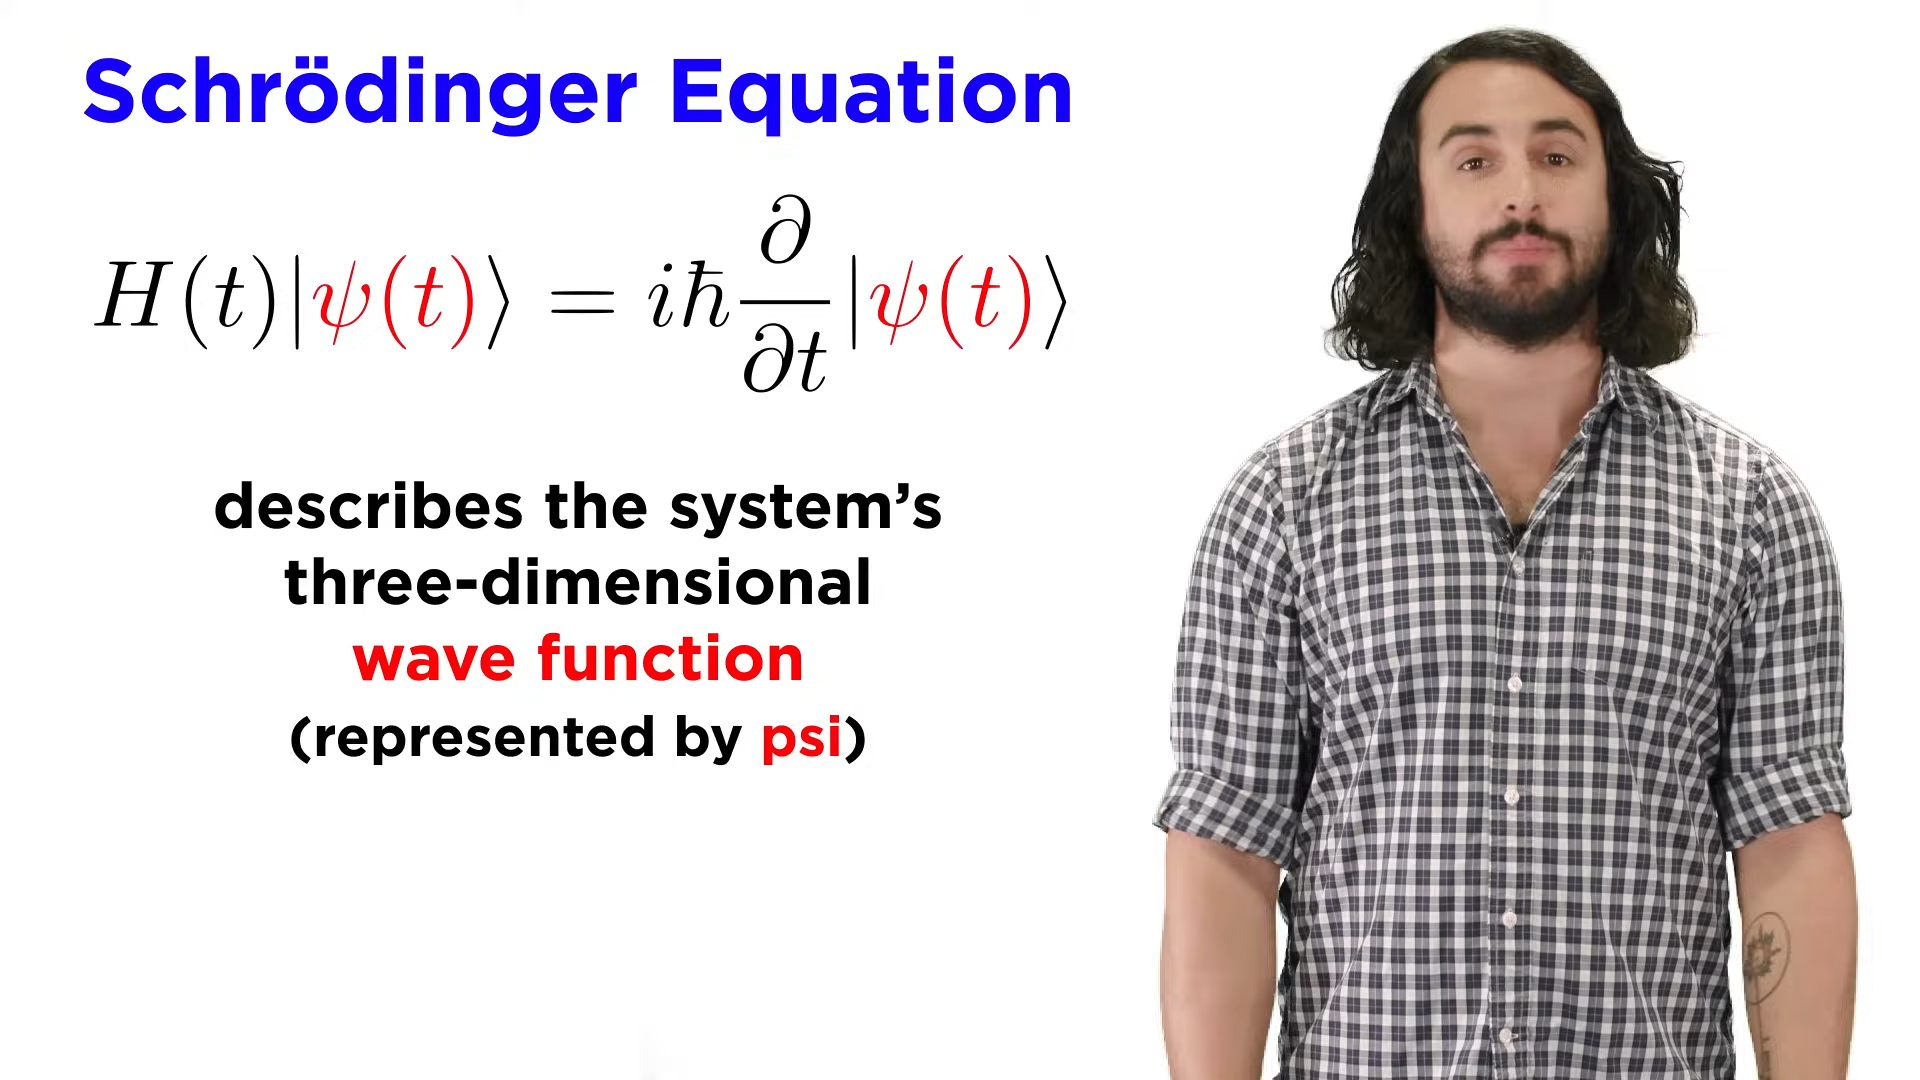 Schrödinger Equation
H(t)|ψ(t)⟩ = iħ ∂/∂t |ψ(t)⟩
describes the system’s
three-dimensional
wave function
(represented by psi)